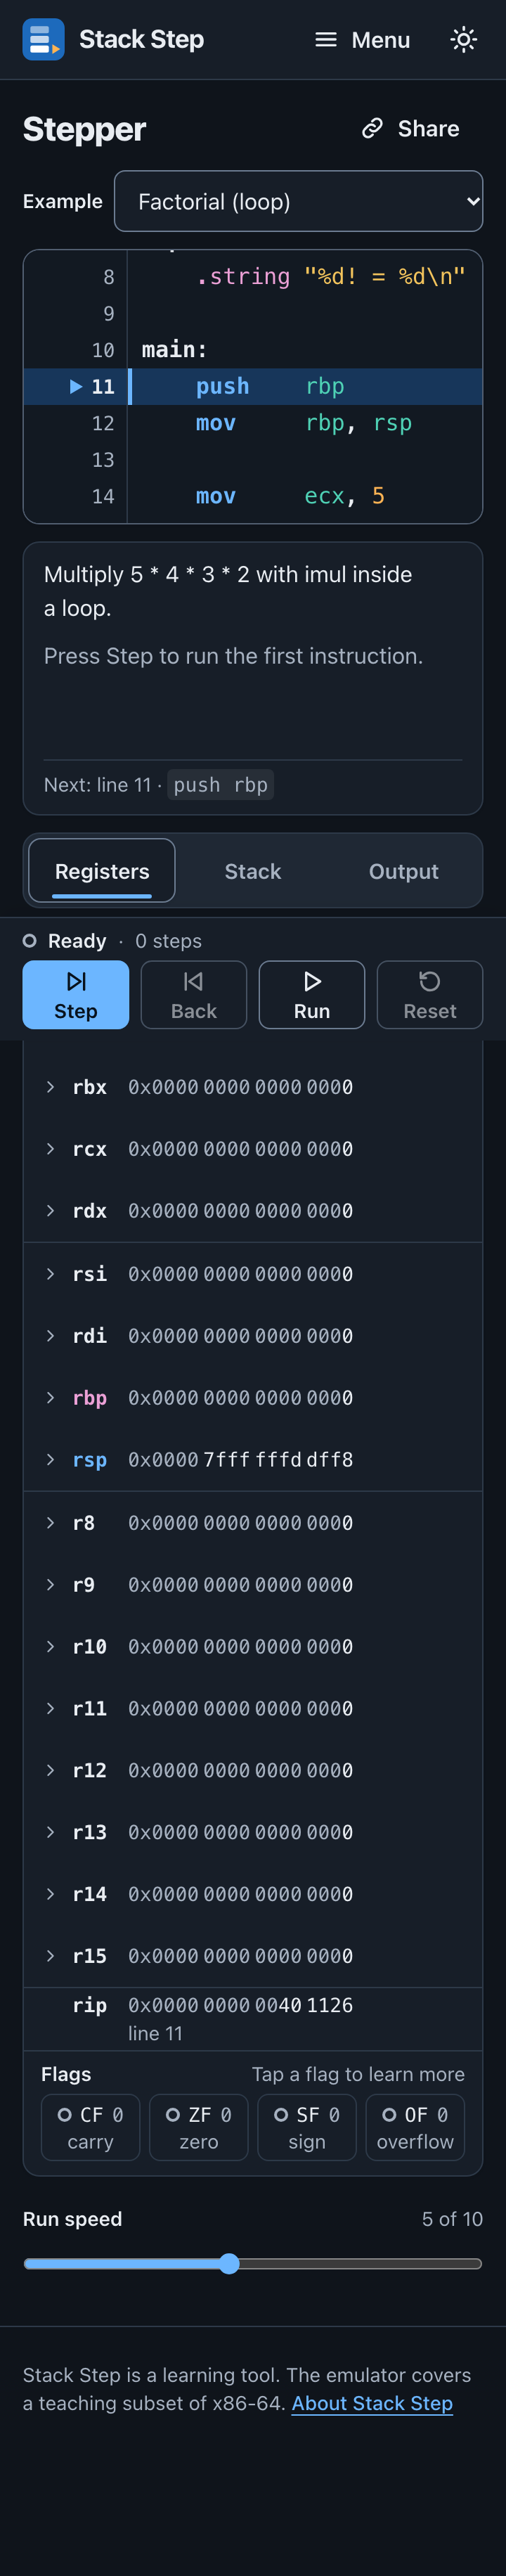 Stack Step
Menu
Stepper
Share
Example
Factorial (loop)
8 .string "%d! = %d\n"
9
10 main:
11 push rbp
12 mov rbp, rsp
13
14 mov ecx, 5
Multiply 5 * 4 * 3 * 2 with imul inside
a loop.
Press Step to run the first instruction.
Next: line 11 · push rbp
Registers
Stack
Output
Ready · 0 steps
Step
Back
Run
Reset
rbx 0x0000 0000 0000 0000
rcx 0x0000 0000 0000 0000
rdx 0x0000 0000 0000 0000
rsi 0x0000 0000 0000 0000
rdi 0x0000 0000 0000 0000
rbp 0x0000 0000 0000 0000
rsp 0x0000 7fff fffd dff8
r8 0x0000 0000 0000 0000
r9 0x0000 0000 0000 0000
r10 0x0000 0000 0000 0000
r11 0x0000 0000 0000 0000
r12 0x0000 0000 0000 0000
r13 0x0000 0000 0000 0000
r14 0x0000 0000 0000 0000
r15 0x0000 0000 0000 0000
rip 0x0000 0000 0040 1126
line 11
Flags
Tap a flag to learn more
CF 0
carry
ZF 0
zero
SF 0
sign
OF 0
overflow
Run speed
5 of 10
Stack Step is a learning tool. The emulator covers
a teaching subset of x86-64. About Stack Step